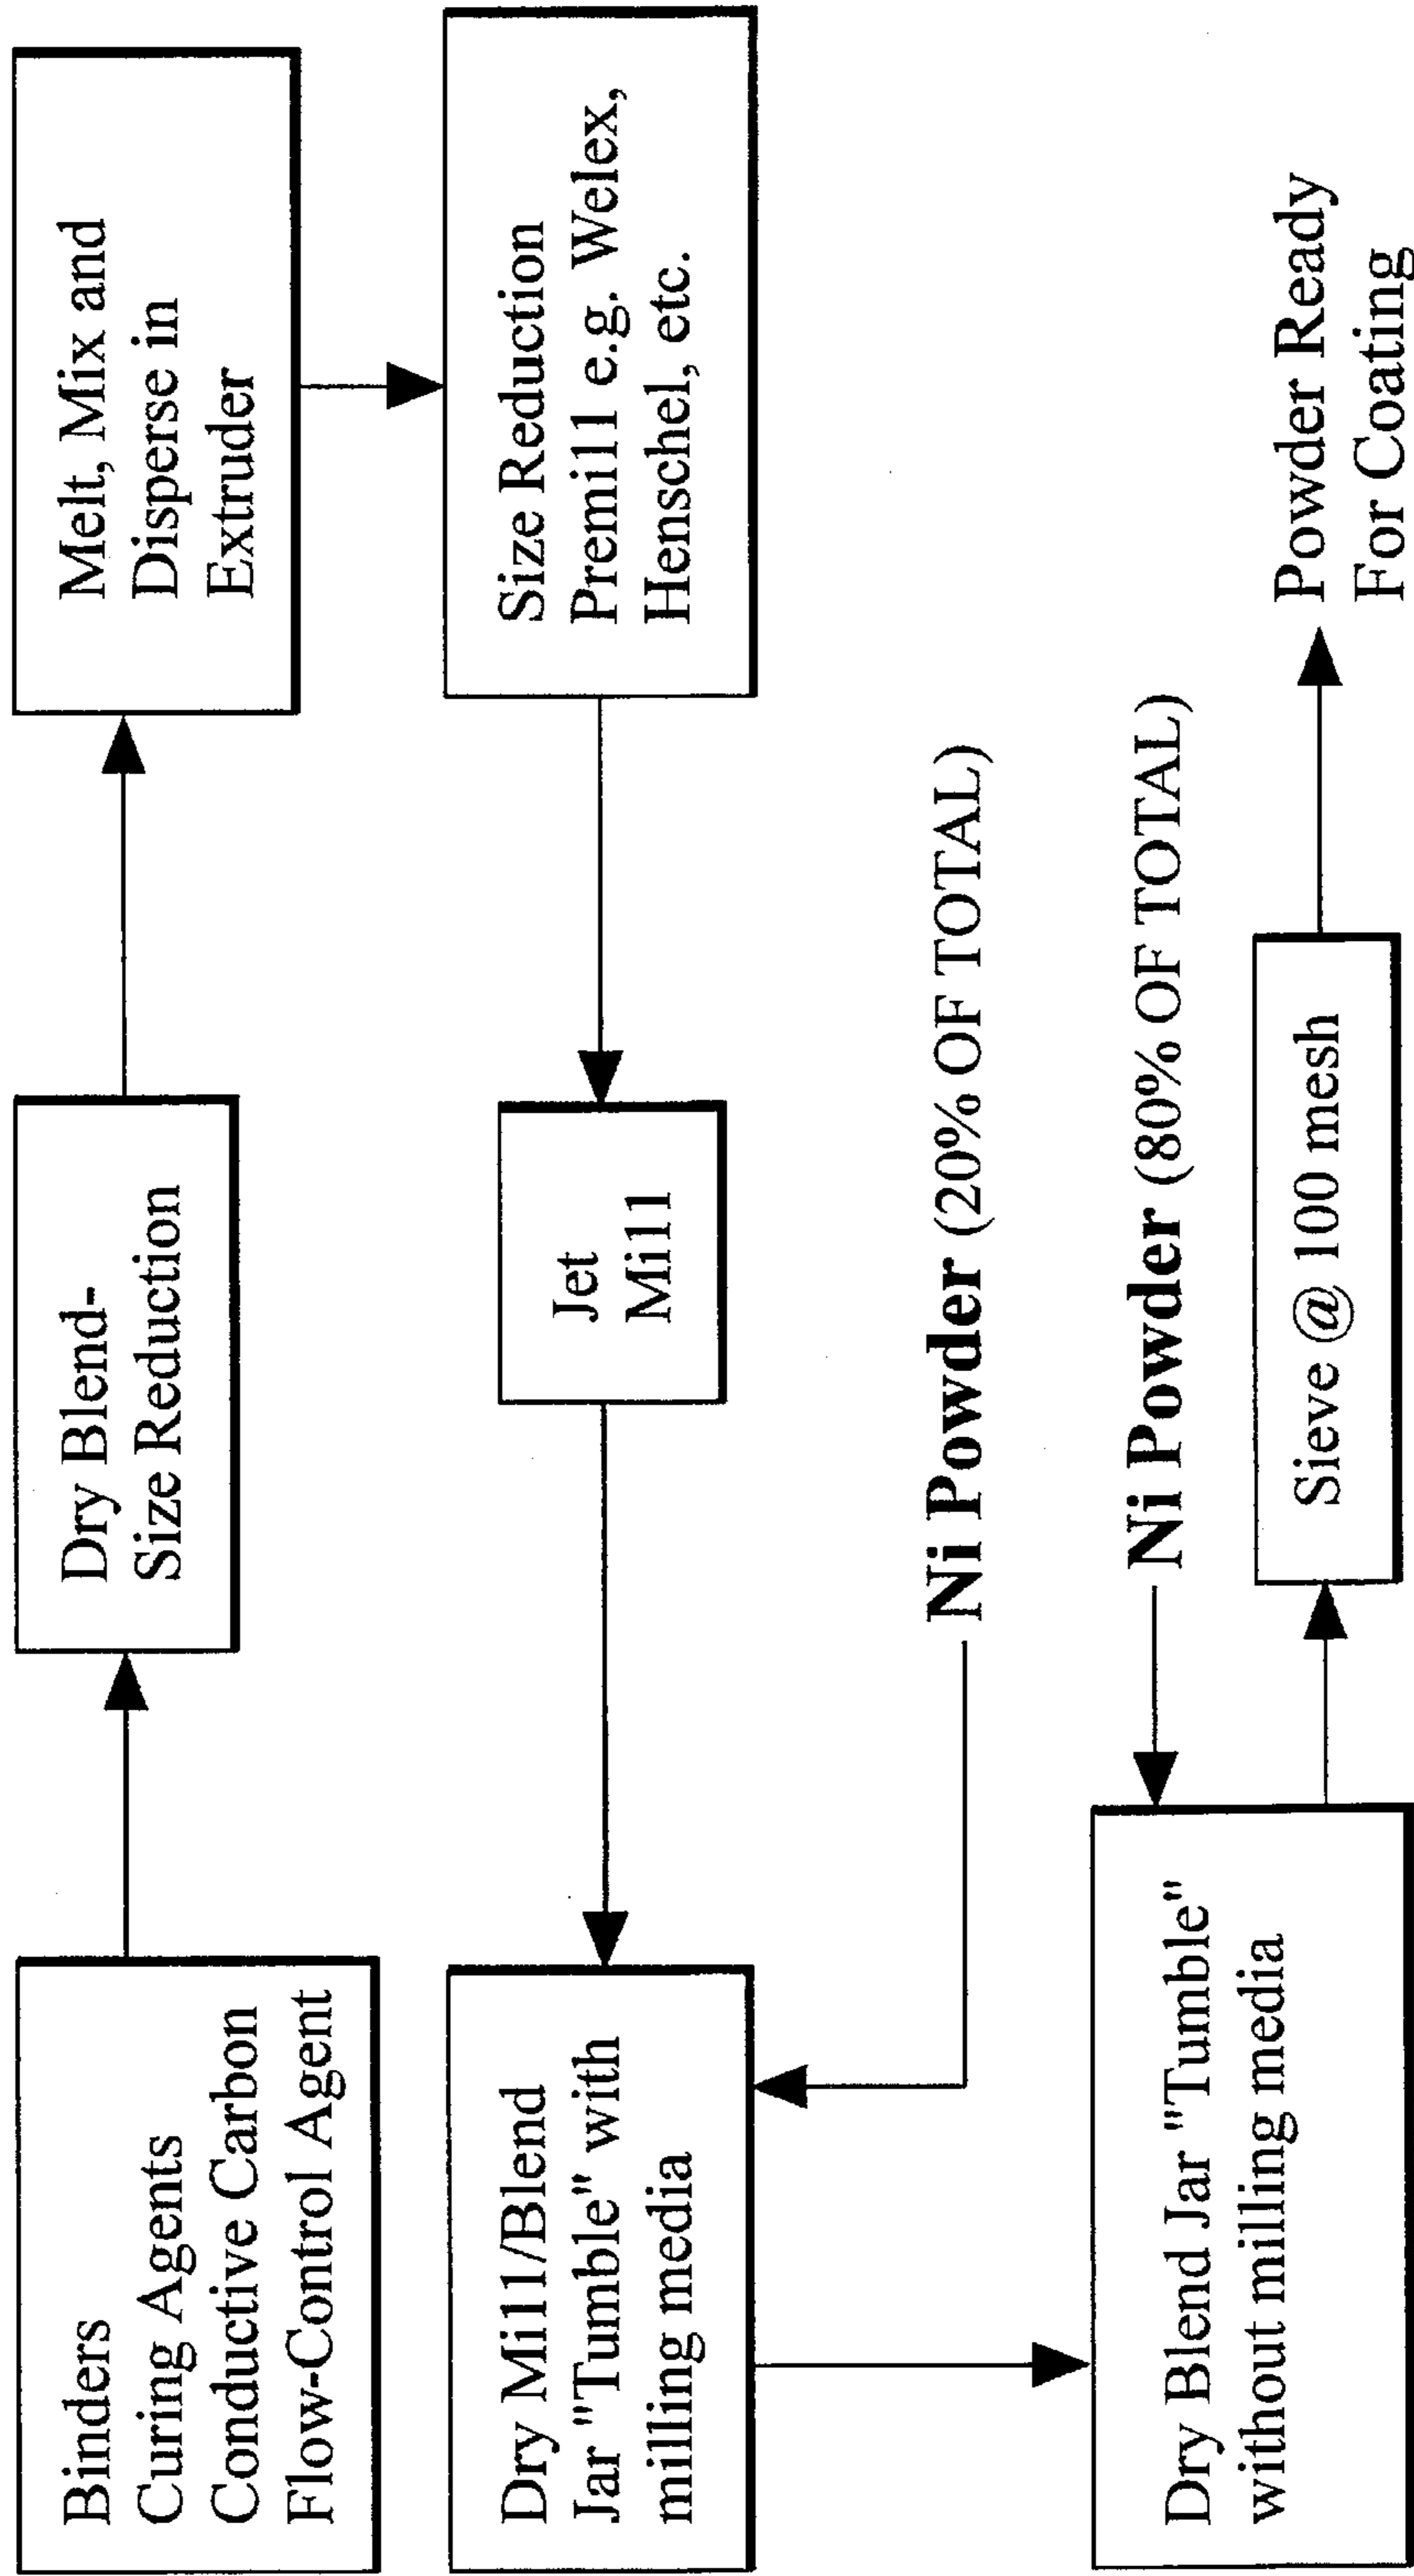 Binders
Curing Agents
Conductive Carbon
Flow-Control Agent
Dry Blend-
Size Reduction
Melt, Mix and
Disperse in
Extruder
Size Reduction
Premill e.g. Welex,
Henschel, etc.
Jet
Mill
Dry Mill/Blend
Jar "Tumble" with
milling media
Ni Powder (20% OF TOTAL)
Ni Powder (80% OF TOTAL)
Dry Blend Jar "Tumble"
without milling media
Sieve @ 100 mesh
Powder Ready
For Coating